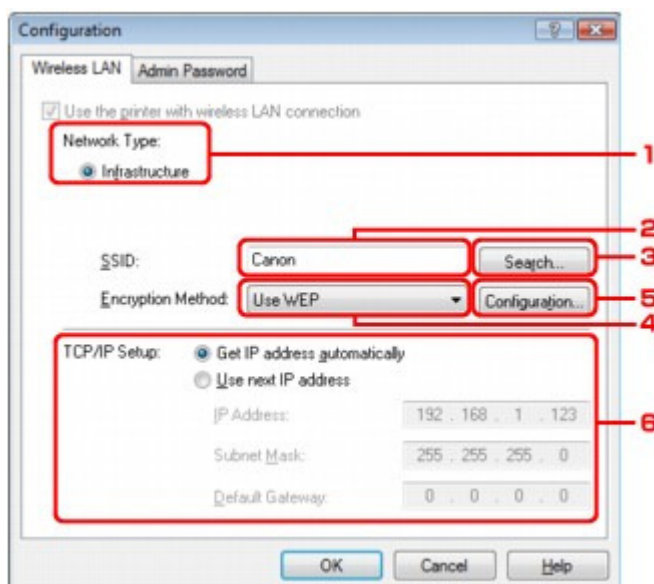 Configuration
Wireless LAN Admin Password
Use the printer with wireless LAN connection
Network Type:
1
Infrastructure
2
SSID: Canon Search... 3
Encryption Method: Use WEP Configuration... 5
4
TCP/IP Setup: Get IP address automatically
Use next IP address
IP Address: 192 . 168 . 1 . 123
6
Subnet Mask: 255 . 255 . 255 . 0
Default Gateway: 0 . 0 . 0 . 0
OK Cancel Help